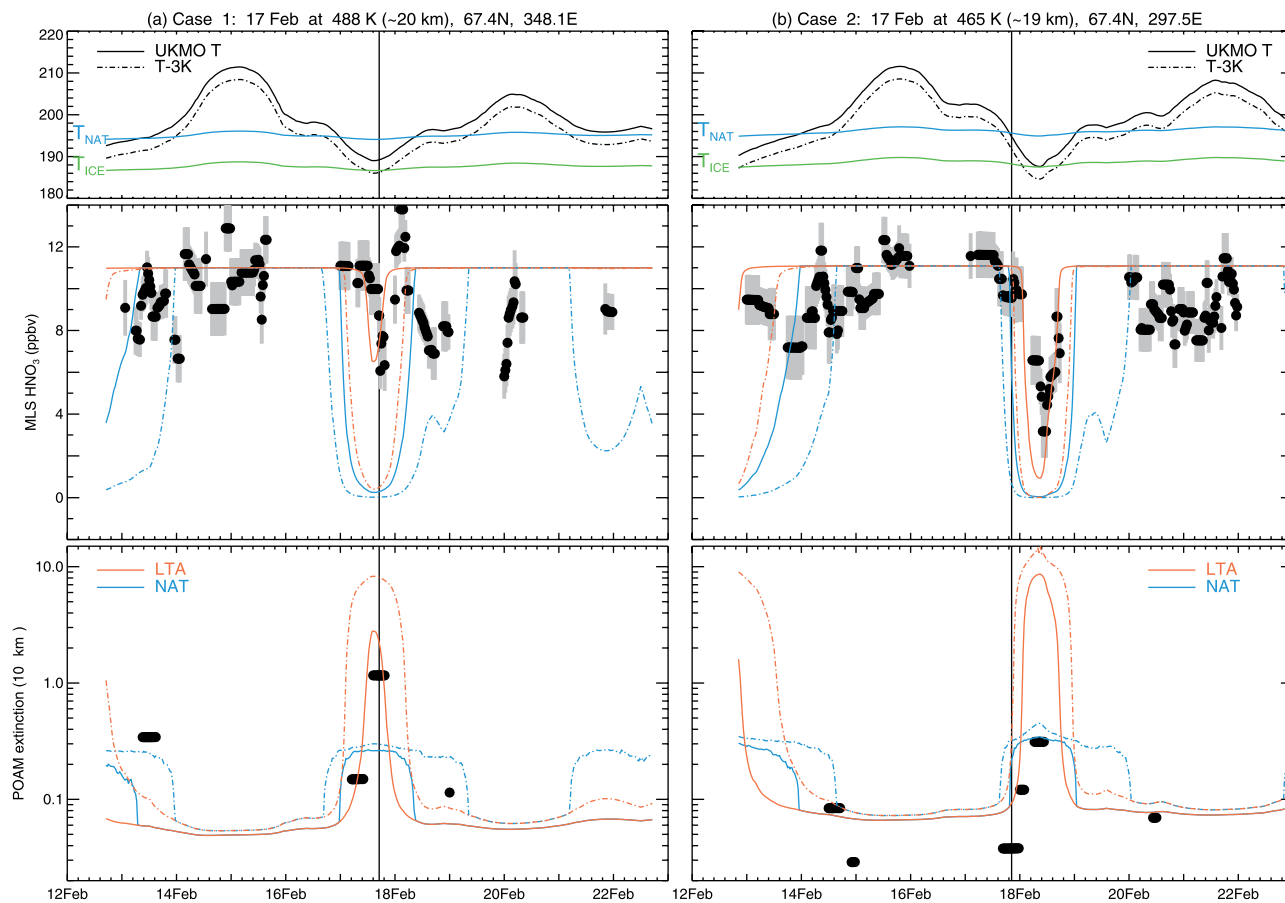 (a) Case 1: 17 Feb at 488 K (~20 km), 67.4N, 348.1E
(b) Case 2: 17 Feb at 465 K (~19 km), 67.4N, 297.5E
220
210
200
190
180
UKMO T
T-3K
T_NAT
T_ICE
UKMO T
T-3K
T_NAT
T_ICE
MLS HNO3 (ppbv)
12
8
4
0
POAM extinction (10 km )
10.0
1.0
0.1
LTA
NAT
LTA
NAT
12Feb 14Feb 16Feb 18Feb 20Feb 22Feb
12Feb 14Feb 16Feb 18Feb 20Feb 22Feb